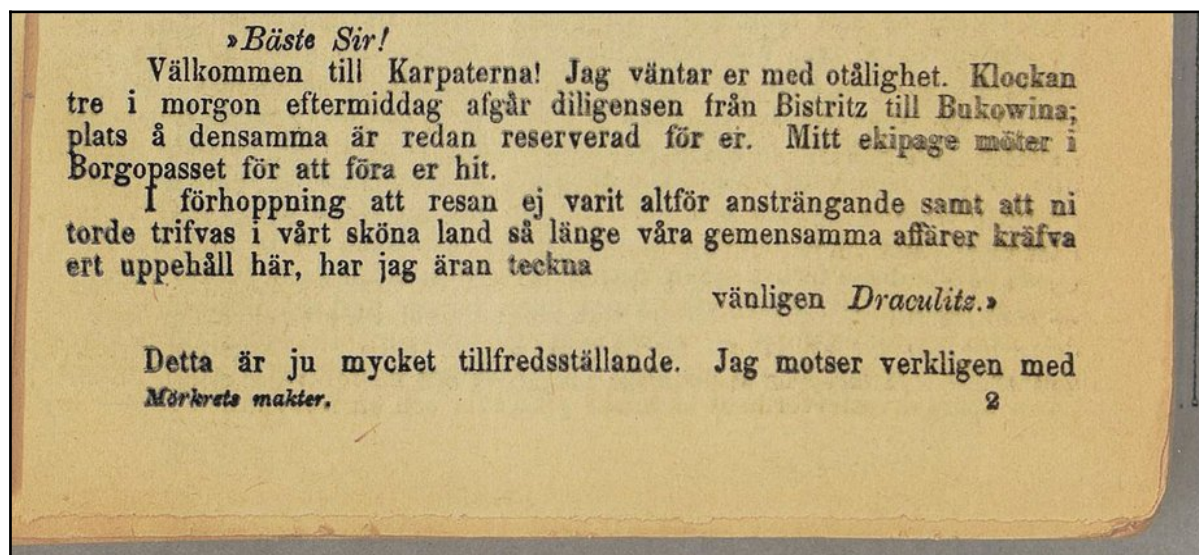 »Bäste Sir!
Välkommen till Karpaterna! Jag väntar er med otålighet. Klockan
tre i morgon eftermiddag afgår diligensen från Bistritz till Bukowina;
plats å densamma är redan reserverad för er. Mitt ekipage möter i
Borgopasset för att föra er hit.
I förhoppning att resan ej varit altför ansträngande samt att ni
torde trifvas i vårt sköna land så länge våra gemensamma affärer kräfva
ert uppehåll här, har jag äran teckna
vänligen Draculitz.»
Detta är ju mycket tillfredsställande. Jag motser verkligen med
Mörkrets makter. 2